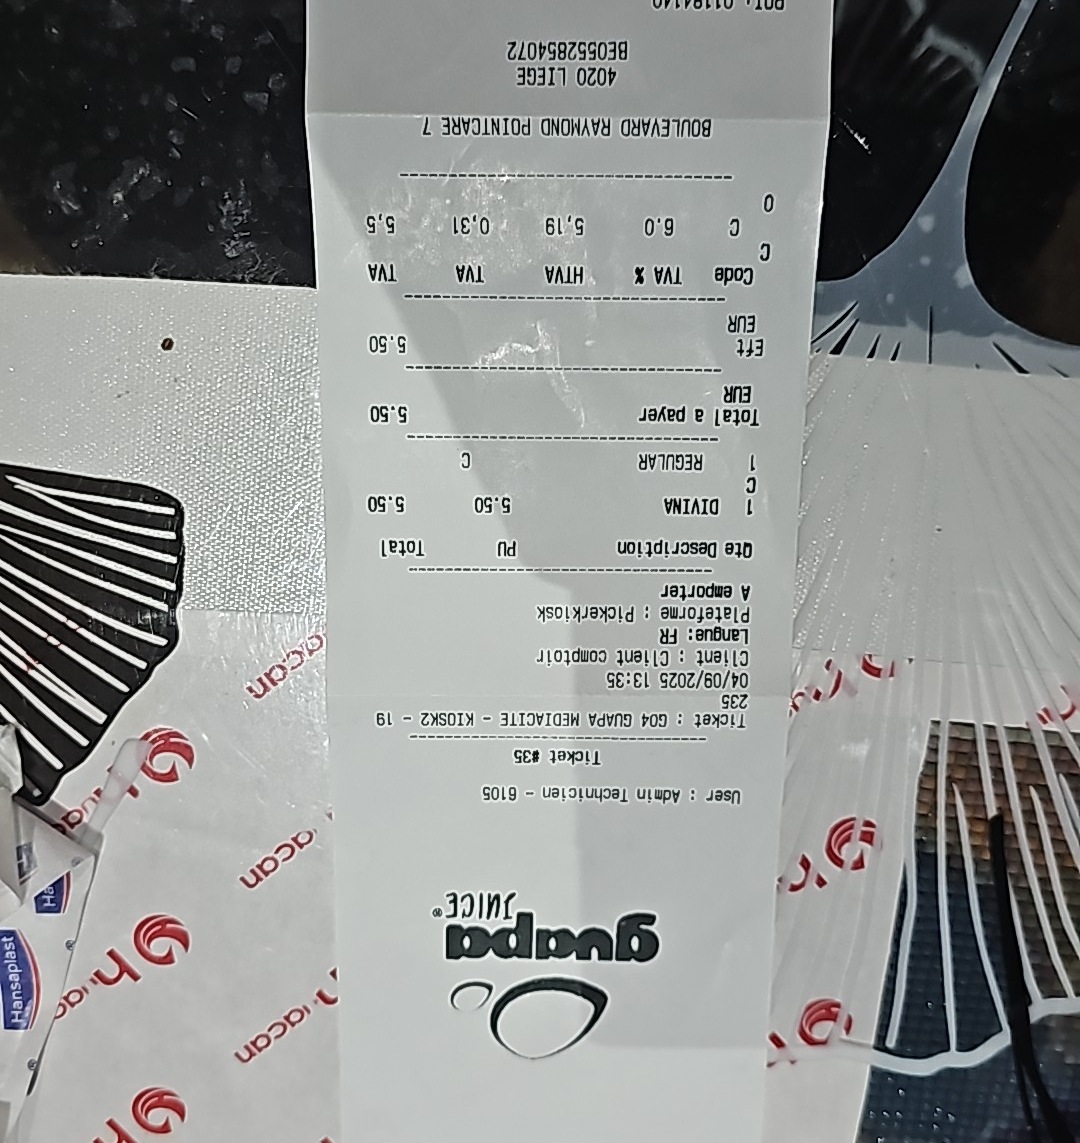 guapa
JUICE®
User : Admin Technicien - 6105
Ticket #35
Ticket : G04 GUAPA MEDIACITE - KIOSK2 - 19
235
04/09/2025 13:35
Client : Client comptoir
Langue: FR
Plateforme : Pickerkiosk
A emporter
Qte Description PU Total
1 DIVINA 5.50 5.50
C
1 REGULAR C
Total a payer 5.50
EUR
Eft 5.50
EUR
Code TVA % HTVA TVA TVA
C
C 6.0 5,19 0,31 5,5
0
BOULEVARD RAYMOND POINTCARE 7
4020 LIEGE
BE0552854072
Hansaplast
huacan
huacan
huacan